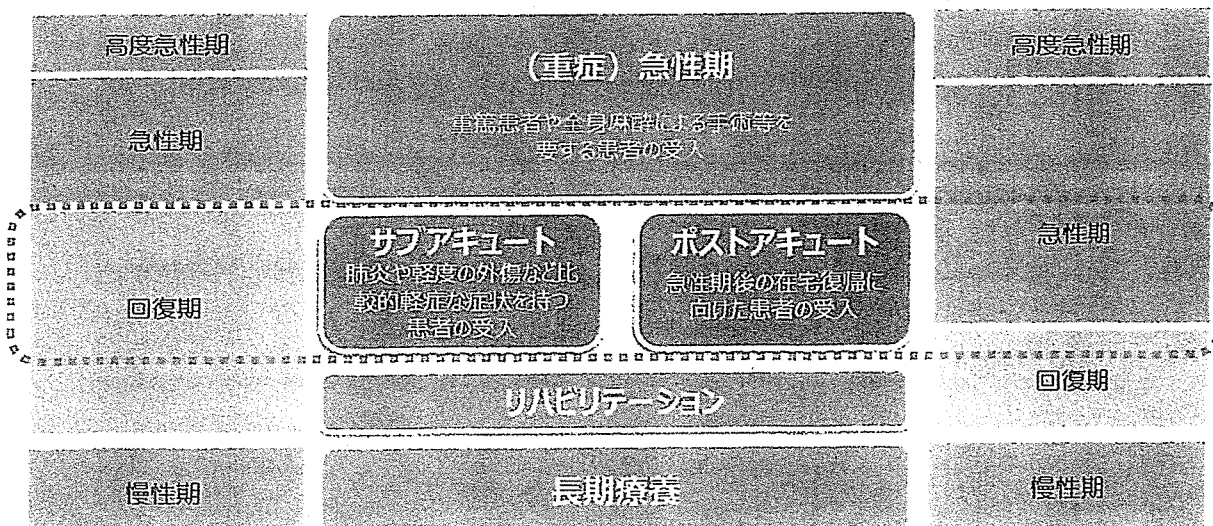 高度急性期
急性期
回復期
慢性期
(重症)急性期
重篤患者や全身麻酔による手術等を
要する患者の受入
サブアキュート
肺炎や軽度の外傷など比
較的軽症な症状を持つ
患者の受入
ポストアキュート
急性期後の在宅復帰に
向けた患者の受入
リハビリテーション
長期療養
高度急性期
急性期
回復期
慢性期